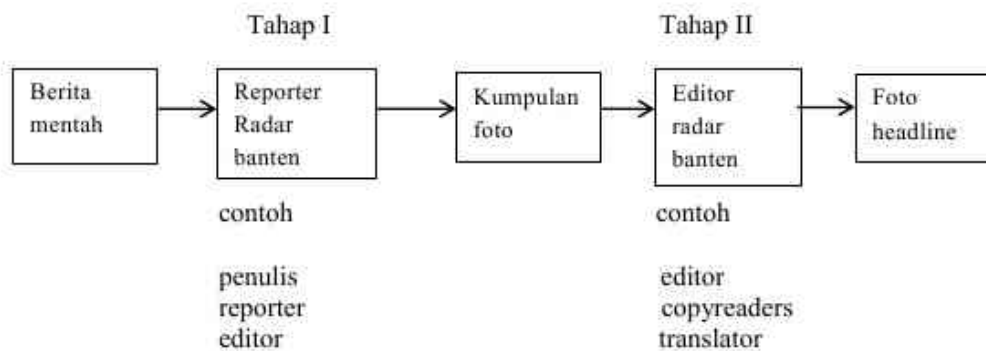 Tahap I
Tahap II
Berita
mentah
Reporter
Radar
banten
Kumpulan
foto
Editor
radar
banten
Foto
headline
contoh
penulis
reporter
editor
contoh
editor
copyreaders
translator